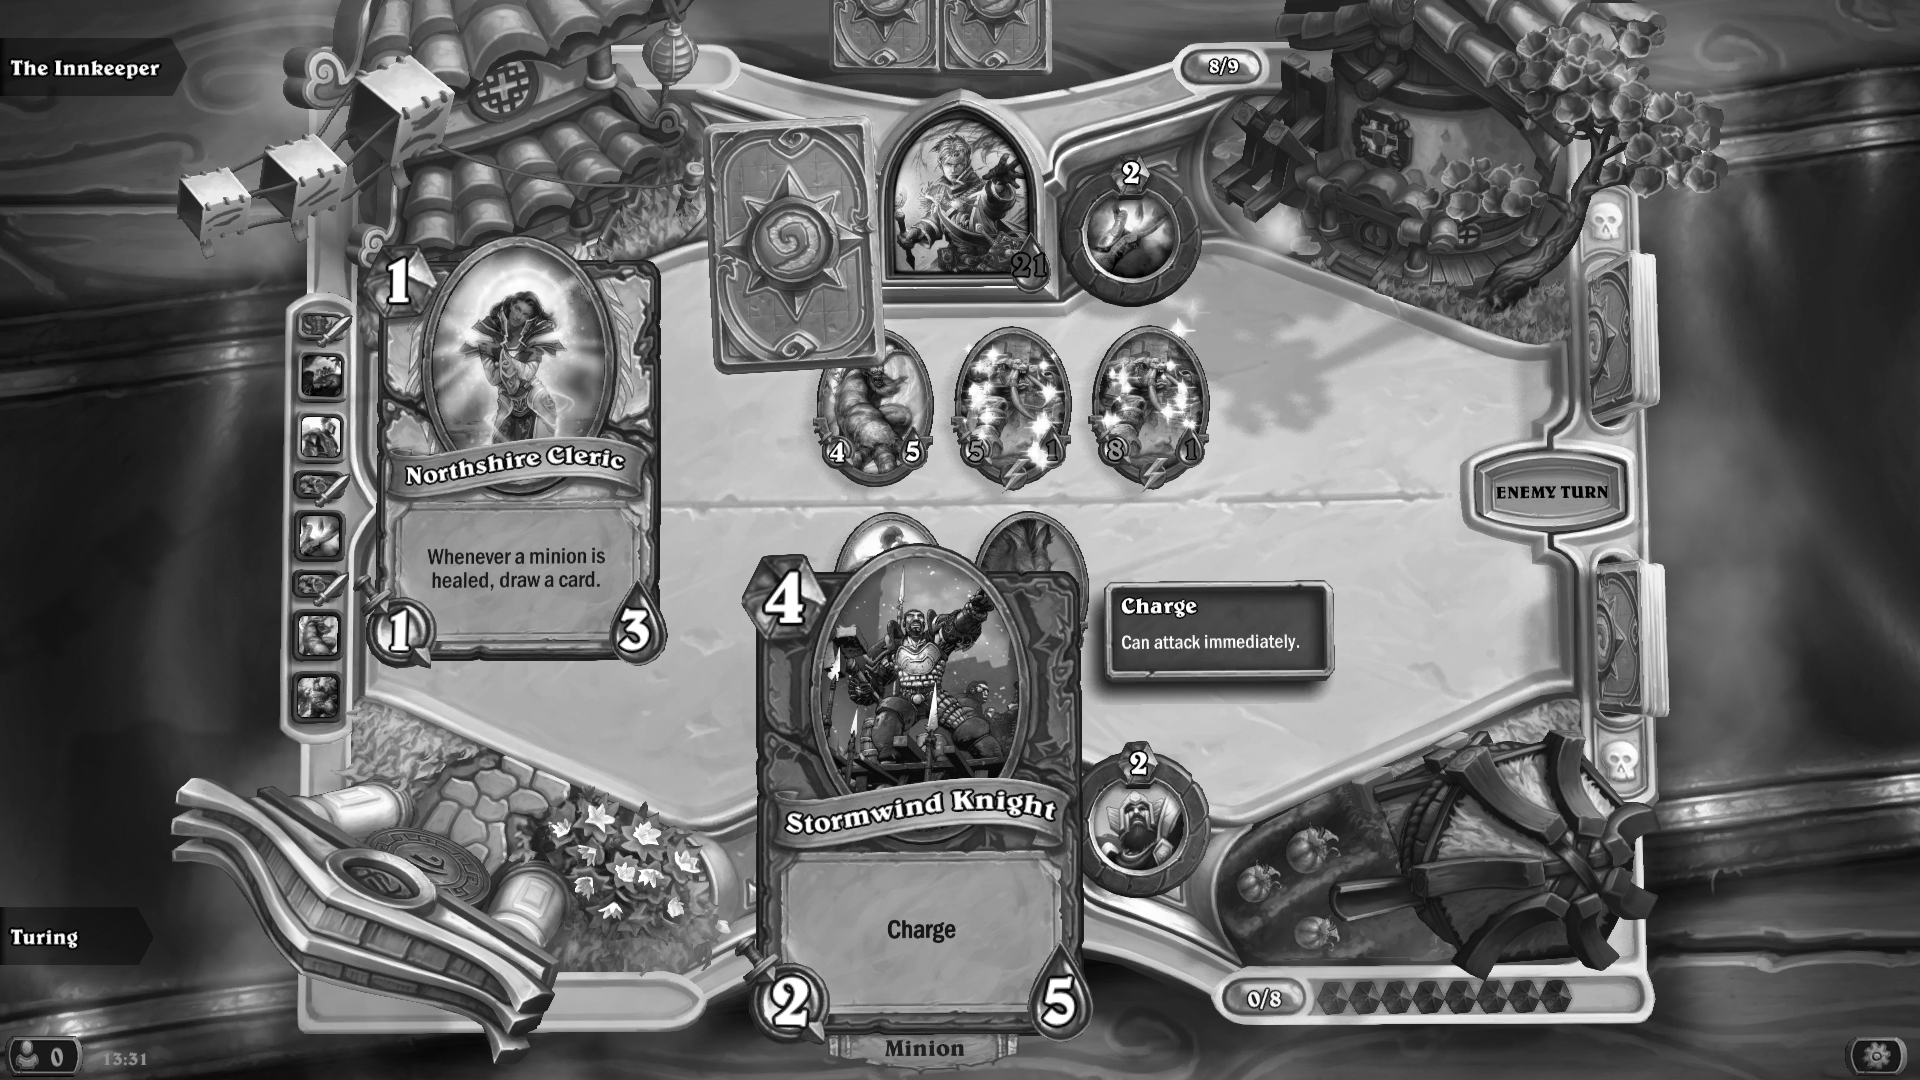 The Innkeeper
8/9
2
21
1
Northshire Cleric
Whenever a minion is
healed, draw a card.
1
3
4
5
5
1
8
1
ENEMY TURN
4
Stormwind Knight
Charge
2
5
Minion
Charge
Can attack immediately.
2
Turing
0/8
0
13:31